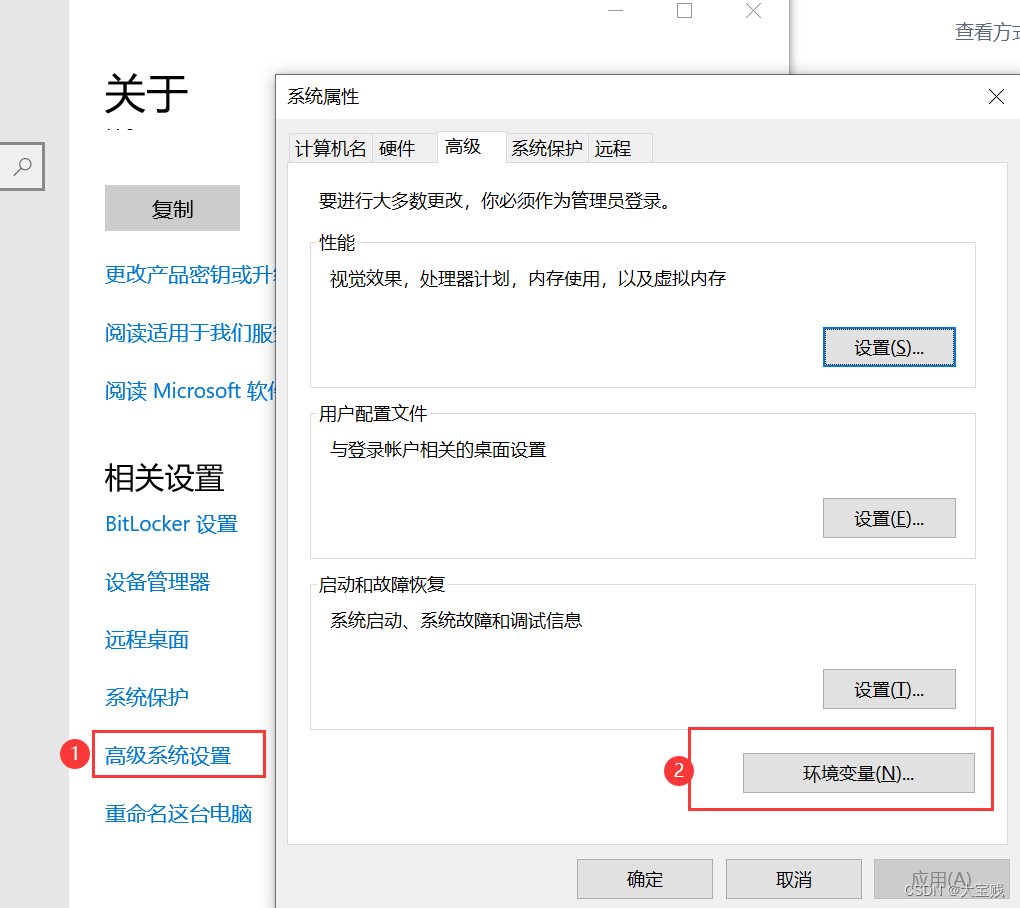 查看方式
关于
复制
更改产品密钥或升级
阅读适用于我们服务
阅读 Microsoft 软件
相关设置
BitLocker 设置
设备管理器
远程桌面
系统保护
1
高级系统设置
重命名这台电脑
系统属性
计算机名 硬件 高级 系统保护 远程
要进行大多数更改，你必须作为管理员登录。
性能
视觉效果，处理器计划，内存使用，以及虚拟内存
设置(S)...
用户配置文件
与登录帐户相关的桌面设置
设置(E)...
启动和故障恢复
系统启动、系统故障和调试信息
设置(T)...
2
环境变量(N)...
确定 取消 应用(A)
CSDN @大宝贱